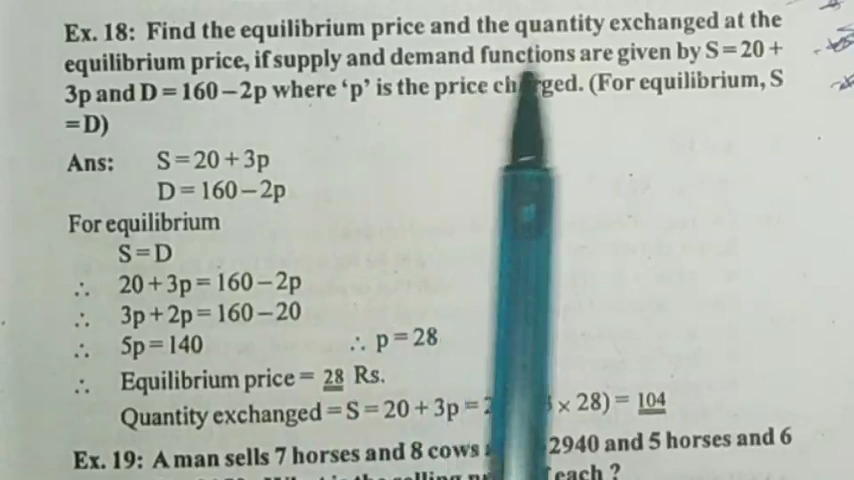 Ex. 18: Find the equilibrium price and the quantity exchanged at the
equilibrium price, if supply and demand functions are given by S=20+
3p and D=160-2p where 'p' is the price charged. (For equilibrium, S
=D)
Ans: S=20+3p
D=160-2p
For equilibrium
S=D
∴ 20+3p=160-2p
∴ 3p+2p=160-20
∴ 5p=140 ∴ p=28
∴ Equilibrium price= 28 Rs.
Quantity exchanged=S=20+3p= × 28)= 104
Ex. 19: A man sells 7 horses and 8 cows 2940 and 5 horses and 6
each ?